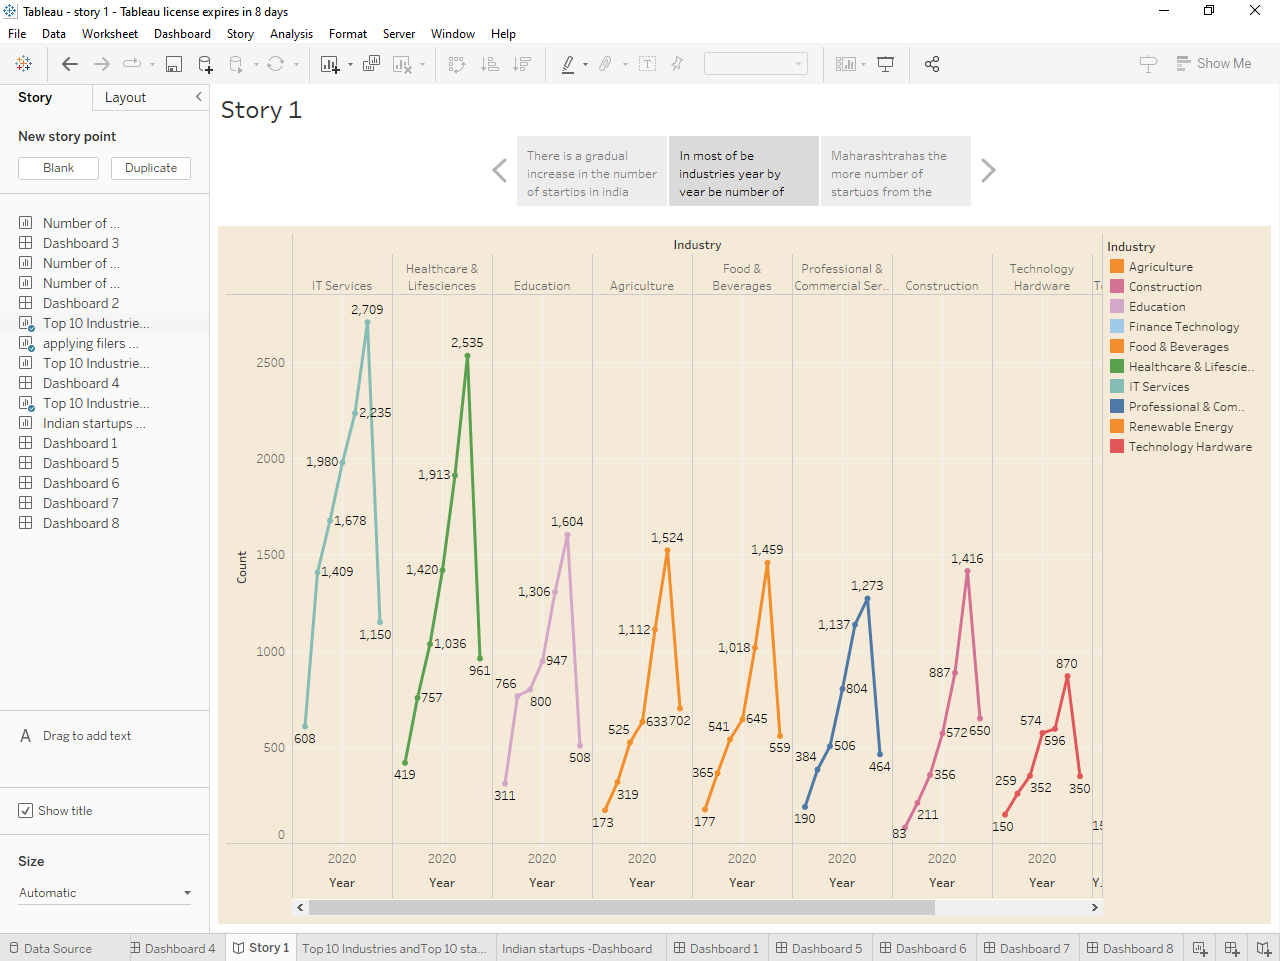 Tableau - story 1 - Tableau license expires in 8 days
File Data Worksheet Dashboard Story Analysis Format Server Window Help
Show Me
Story Layout
New story point
Blank Duplicate
Number of ...
Dashboard 3
Number of ...
Number of ...
Dashboard 2
Top 10 Industrie...
applying filers ...
Top 10 Industrie...
Dashboard 4
Top 10 Industrie...
Indian startups ...
Dashboard 1
Dashboard 5
Dashboard 6
Dashboard 7
Dashboard 8
A Drag to add text
Show title
Size
Automatic
Story 1
There is a gradual
increase in the number
of startips in india
In most of be
industries year by
year be number of
Maharashtrahas the
more number of
startups from the
Industry
IT Services
Healthcare &
Lifesciences
Education
Agriculture
Food &
Beverages
Professional &
Commercial Ser..
Construction
Technology
Hardware
Count
2500
2000
1500
1000
500
0
608
1,409
1,678
1,980
2,235
2,709
1,150
419
757
1,036
1,420
1,913
2,535
961
311
766
800
947
1,306
1,604
508
173
319
525
633
1,112
1,524
702
177
365
541
645
1,018
1,459
559
190
384
506
804
1,137
1,273
464
83
211
356
572
887
1,416
650
150
259
352
574
596
870
350
2020 2020 2020 2020 2020 2020 2020 2020
Year Year Year Year Year Year Year Year Y..
Industry
Agriculture
Construction
Education
Finance Technology
Food & Beverages
Healthcare & Lifescie..
IT Services
Professional & Com..
Renewable Energy
Technology Hardware
Data Source Dashboard 4 Story 1 Top 10 Industries andTop 10 sta... Indian startups -Dashboard Dashboard 1 Dashboard 5 Dashboard 6 Dashboard 7 Dashboard 8